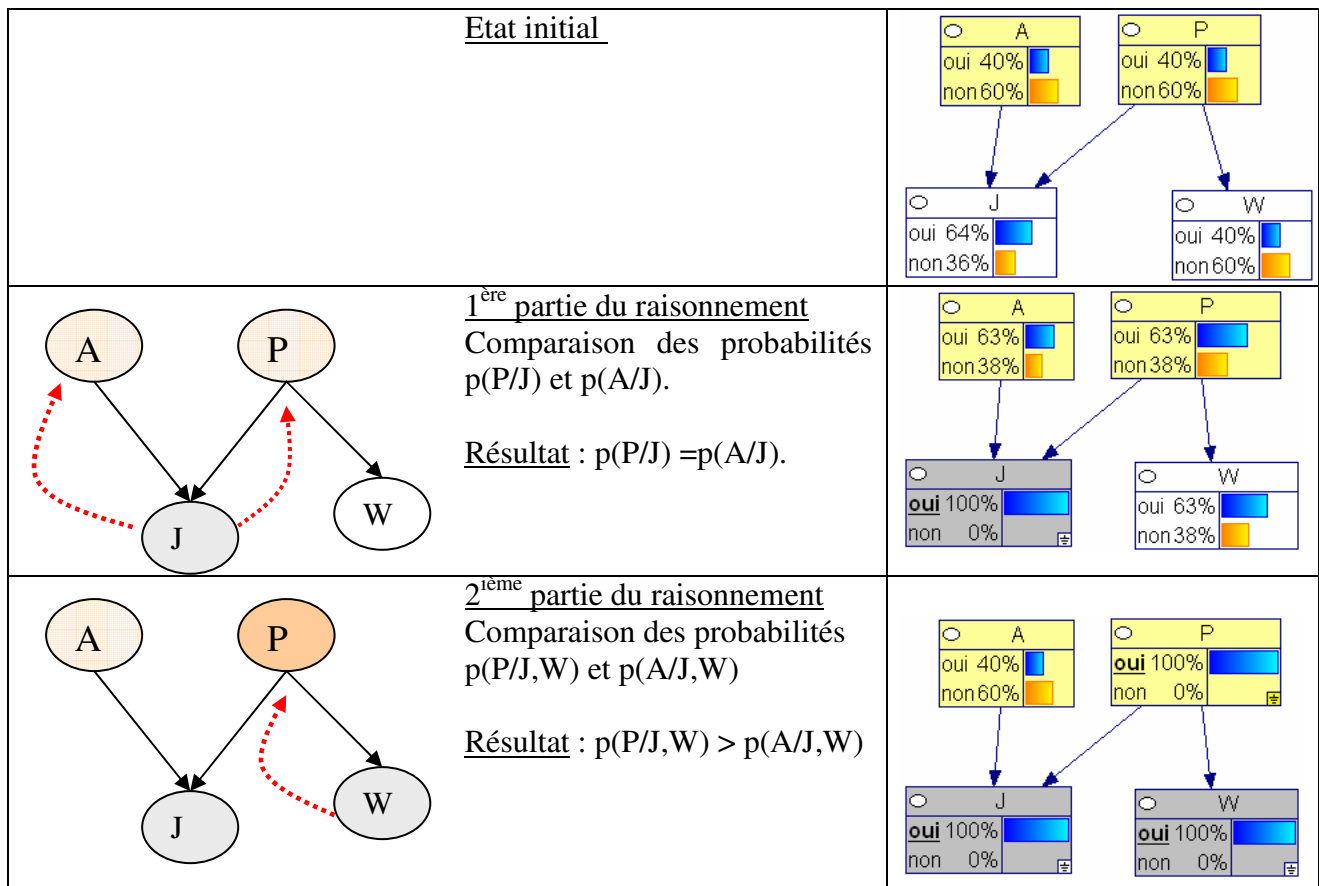 Etat initial
A
oui 40%
non 60%
P
oui 40%
non 60%
J
oui 64%
non 36%
W
oui 40%
non 60%
A
P
J
W
1ère partie du raisonnement
Comparaison des probabilités
p(P/J) et p(A/J).
Résultat : p(P/J) =p(A/J).
A
oui 63%
non 38%
P
oui 63%
non 38%
J
oui 100%
non 0%
W
oui 63%
non 38%
A
P
J
W
2ième partie du raisonnement
Comparaison des probabilités
p(P/J,W) et p(A/J,W)
Résultat : p(P/J,W) > p(A/J,W)
A
oui 40%
non 60%
P
oui 100%
non 0%
J
oui 100%
non 0%
W
oui 100%
non 0%